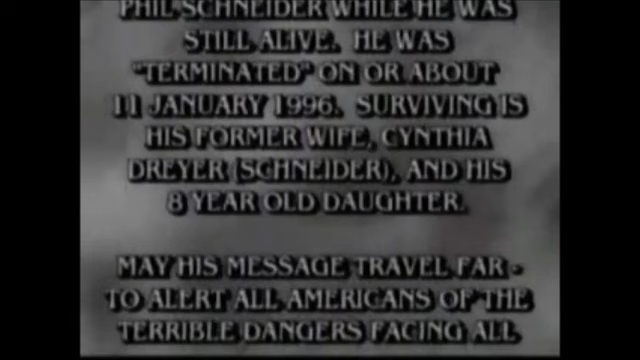 PHIL SCHNEIDER WHILE HE WAS
STILL ALIVE. HE WAS
"TERMINATED" ON OR ABOUT
11 JANUARY 1996. SURVIVING IS
HIS FORMER WIFE, CYNTHIA
DREYER (SCHNEIDER), AND HIS
8 YEAR OLD DAUGHTER.
MAY HIS MESSAGE TRAVEL FAR -
TO ALERT ALL AMERICANS OF THE
TERRIBLE DANGERS FACING ALL